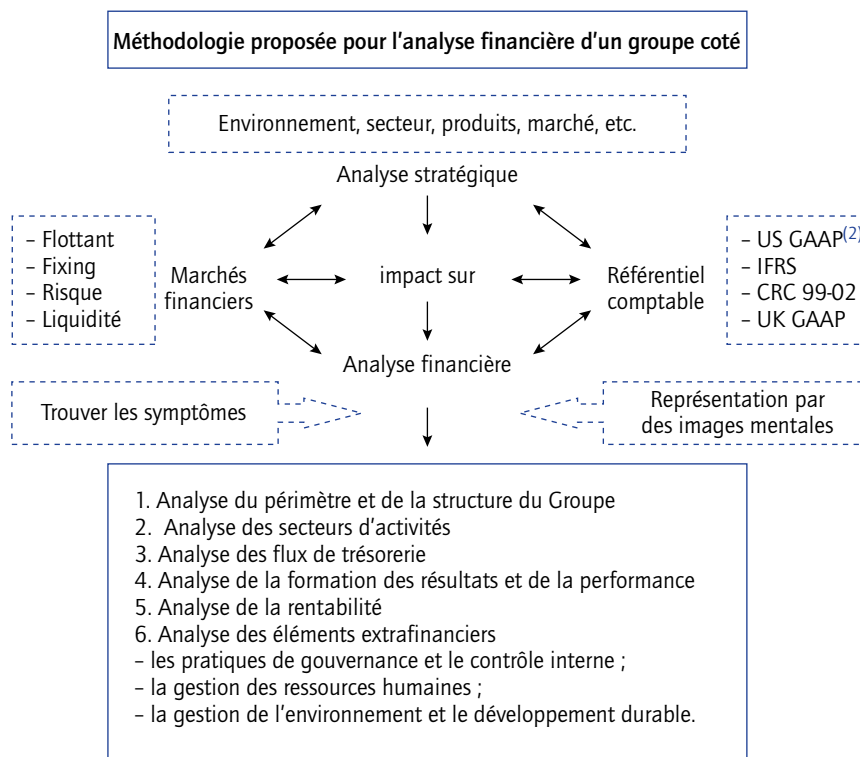 Méthodologie proposée pour l'analyse financière d'un groupe coté
Environnement, secteur, produits, marché, etc.
Analyse stratégique
– Flottant
– Fixing
– Risque
– Liquidité
Marchés
financiers
impact sur
Référentiel
comptable
– US GAAP(2)
– IFRS
– CRC 99-02
– UK GAAP
Analyse financière
Trouver les symptômes
Représentation par
des images mentales
1. Analyse du périmètre et de la structure du Groupe
2. Analyse des secteurs d'activités
3. Analyse des flux de trésorerie
4. Analyse de la formation des résultats et de la performance
5. Analyse de la rentabilité
6. Analyse des éléments extrafinanciers
– les pratiques de gouvernance et le contrôle interne ;
– la gestion des ressources humaines ;
– la gestion de l'environnement et le développement durable.